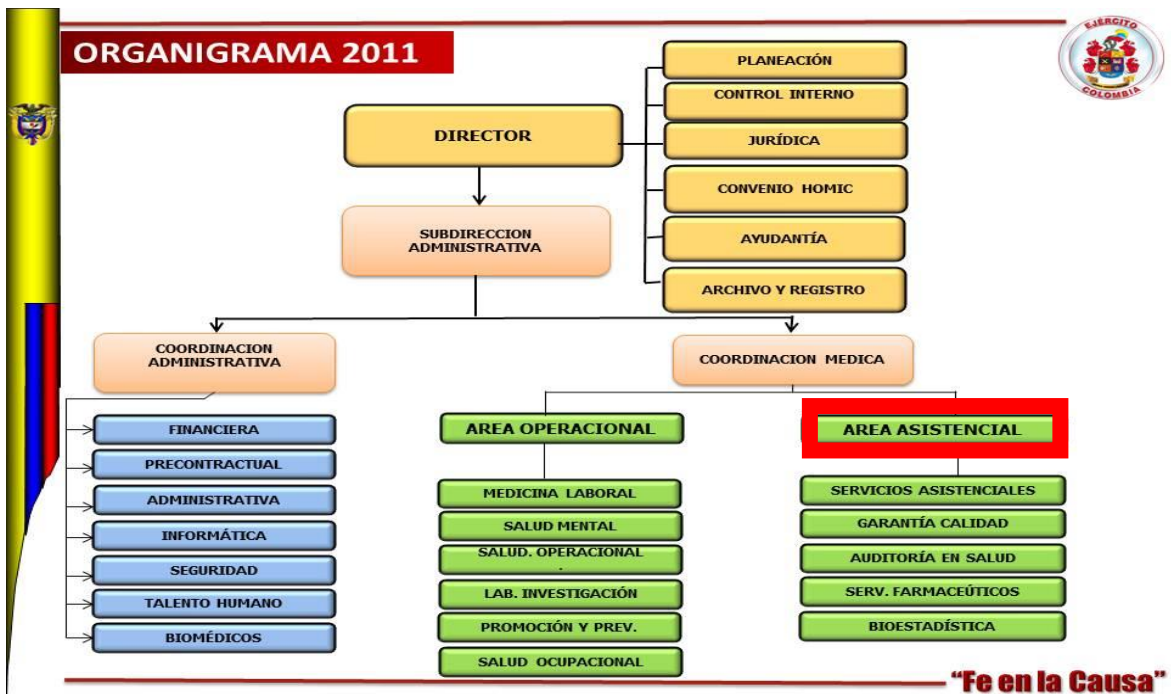 ORGANIGRAMA 2011
EJÉRCITO
COLOMBIA
DIRECTOR
PLANEACIÓN
CONTROL INTERNO
JURÍDICA
CONVENIO HOMIC
AYUDANTÍA
ARCHIVO Y REGISTRO
SUBDIRECCION
ADMINISTRATIVA
COORDINACION
ADMINISTRATIVA
COORDINACION MEDICA
FINANCIERA
PRECONTRACTUAL
ADMINISTRATIVA
INFORMÁTICA
SEGURIDAD
TALENTO HUMANO
BIOMÉDICOS
AREA OPERACIONAL
MEDICINA LABORAL
SALUD MENTAL
SALUD. OPERACIONAL
.
LAB. INVESTIGACIÓN
PROMOCIÓN Y PREV.
SALUD OCUPACIONAL
AREA ASISTENCIAL
SERVICIOS ASISTENCIALES
GARANTÍA CALIDAD
AUDITORÍA EN SALUD
SERV. FARMACEÚTICOS
BIOESTADÍSTICA
“Fe en la Causa”